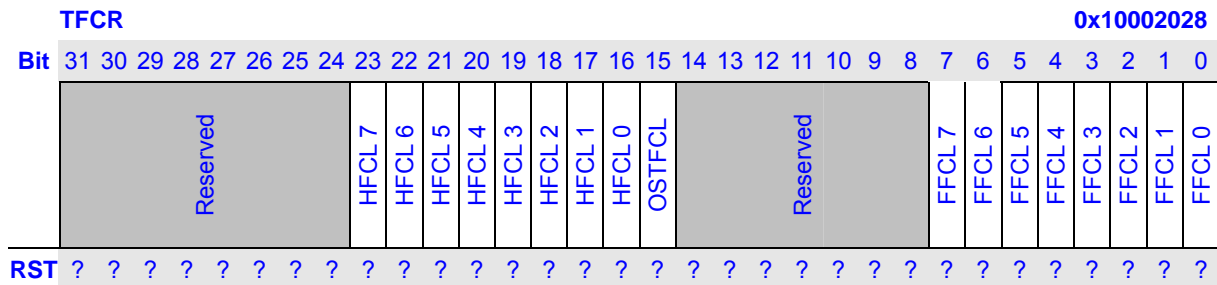 TFCR 0x10002028
Bit 31 30 29 28 27 26 25 24 23 22 21 20 19 18 17 16 15 14 13 12 11 10 9 8 7 6 5 4 3 2 1 0
Reserved HFCL 7 HFCL 6 HFCL 5 HFCL 4 HFCL 3 HFCL 2 HFCL 1 HFCL 0 OSTFCL Reserved FFCL 7 FFCL 6 FFCL 5 FFCL 4 FFCL 3 FFCL 2 FFCL 1 FFCL 0
RST ? ? ? ? ? ? ? ? ? ? ? ? ? ? ? ? ? ? ? ? ? ? ? ? ? ? ? ? ? ? ? ?